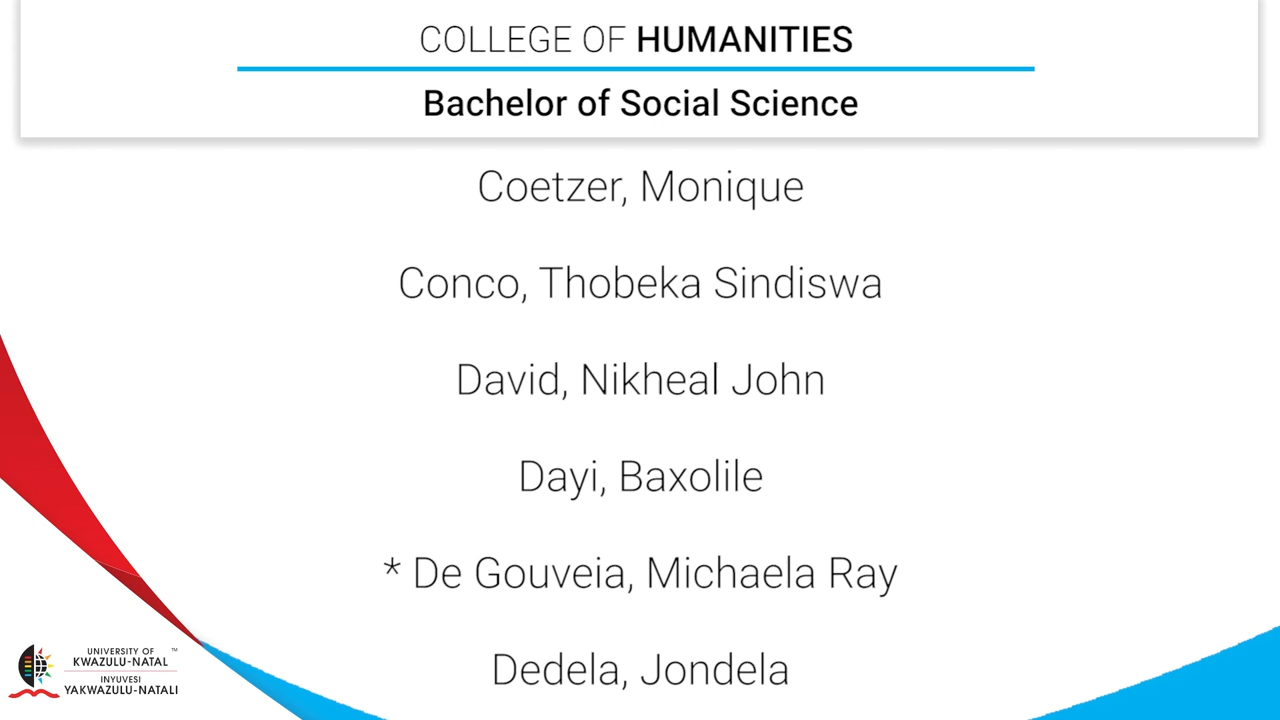 COLLEGE OF HUMANITIES
Bachelor of Social Science
Coetzer, Monique
Conco, Thobeka Sindiswa
David, Nikheal John
Dayi, Baxolile
* De Gouveia, Michaela Ray
Dedela, Jondela
UNIVERSITY OF ™
KWAZULU-NATAL
INYUVESI
YAKWAZULU-NATALI